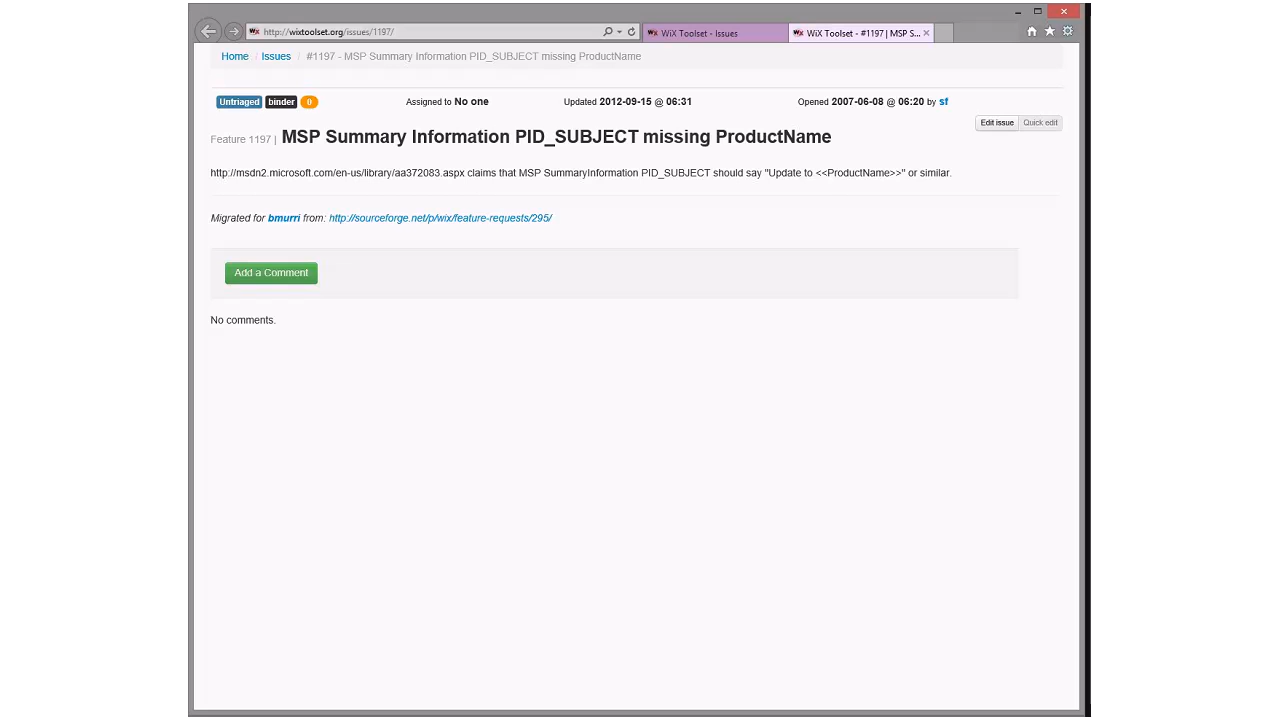 http://wixtoolset.org/issues/1197/
WiX Toolset - Issues
WiX Toolset - #1197 | MSP S...
Home / Issues / #1197 - MSP Summary Information PID_SUBJECT missing ProductName
Untriaged binder 0 Assigned to No one Updated 2012-09-15 @ 06:31 Opened 2007-06-08 @ 06:20 by sf
Edit issue Quick edit
Feature 1197 | MSP Summary Information PID_SUBJECT missing ProductName
http://msdn2.microsoft.com/en-us/library/aa372083.aspx claims that MSP SummaryInformation PID_SUBJECT should say "Update to <<ProductName>>" or similar.
Migrated for bmurri from: http://sourceforge.net/p/wix/feature-requests/295/
Add a Comment
No comments.